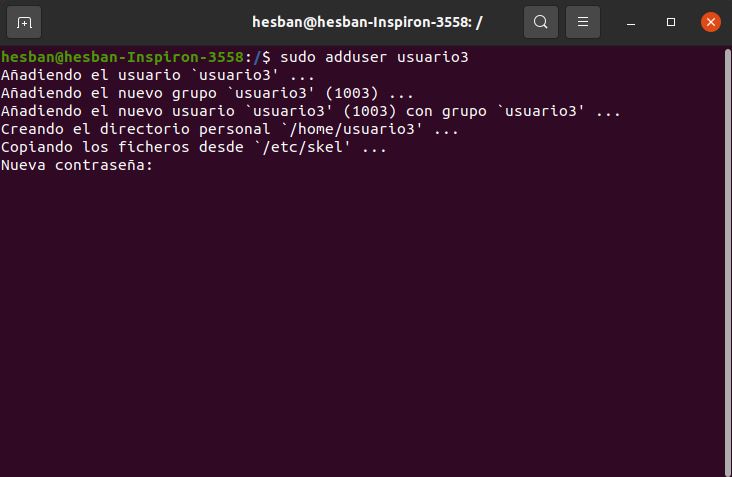 hesban@hesban-Inspiron-3558: /
hesban@hesban-Inspiron-3558:/$ sudo adduser usuario3
Añadiendo el usuario `usuario3' ...
Añadiendo el nuevo grupo `usuario3' (1003) ...
Añadiendo el nuevo usuario `usuario3' (1003) con grupo `usuario3' ...
Creando el directorio personal `/home/usuario3' ...
Copiando los ficheros desde `/etc/skel' ...
Nueva contraseña: